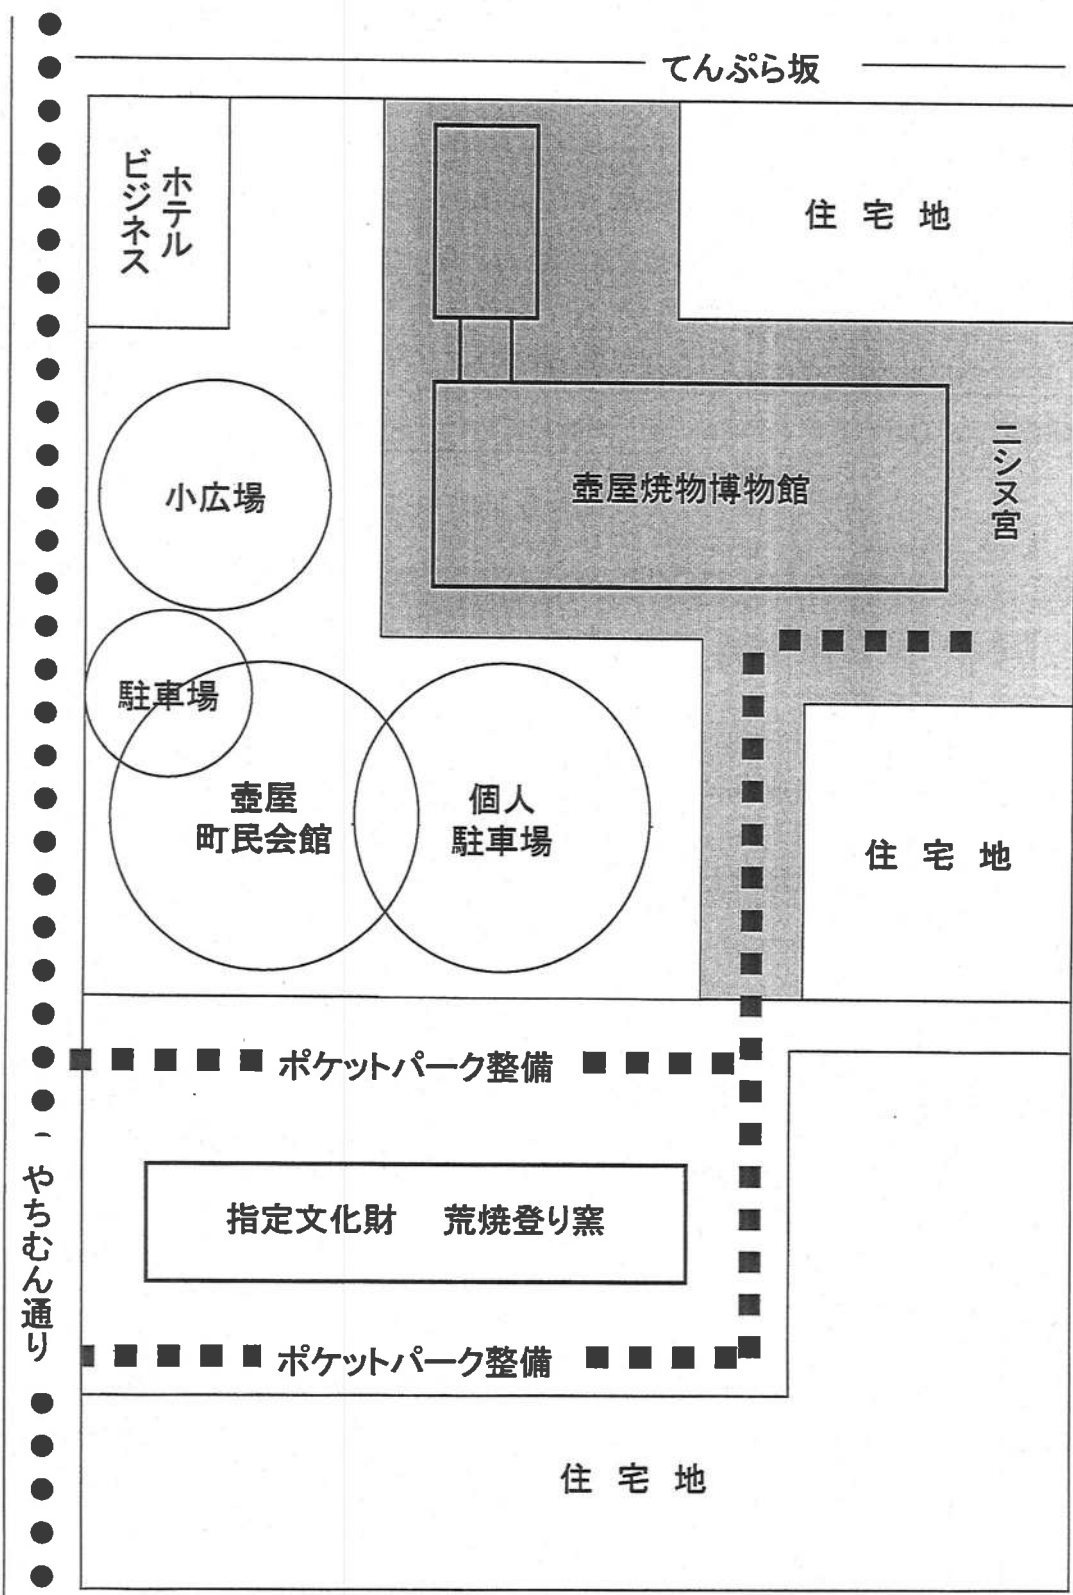 てんぷら坂
ビジネス
ホテル
住宅地
小広場
壺屋焼物博物館
ニシヌ宮
駐車場
壺屋
町民会館
個人
駐車場
住宅地
ポケットパーク整備
やちむん通り
指定文化財 荒焼登り窯
ポケットパーク整備
住宅地